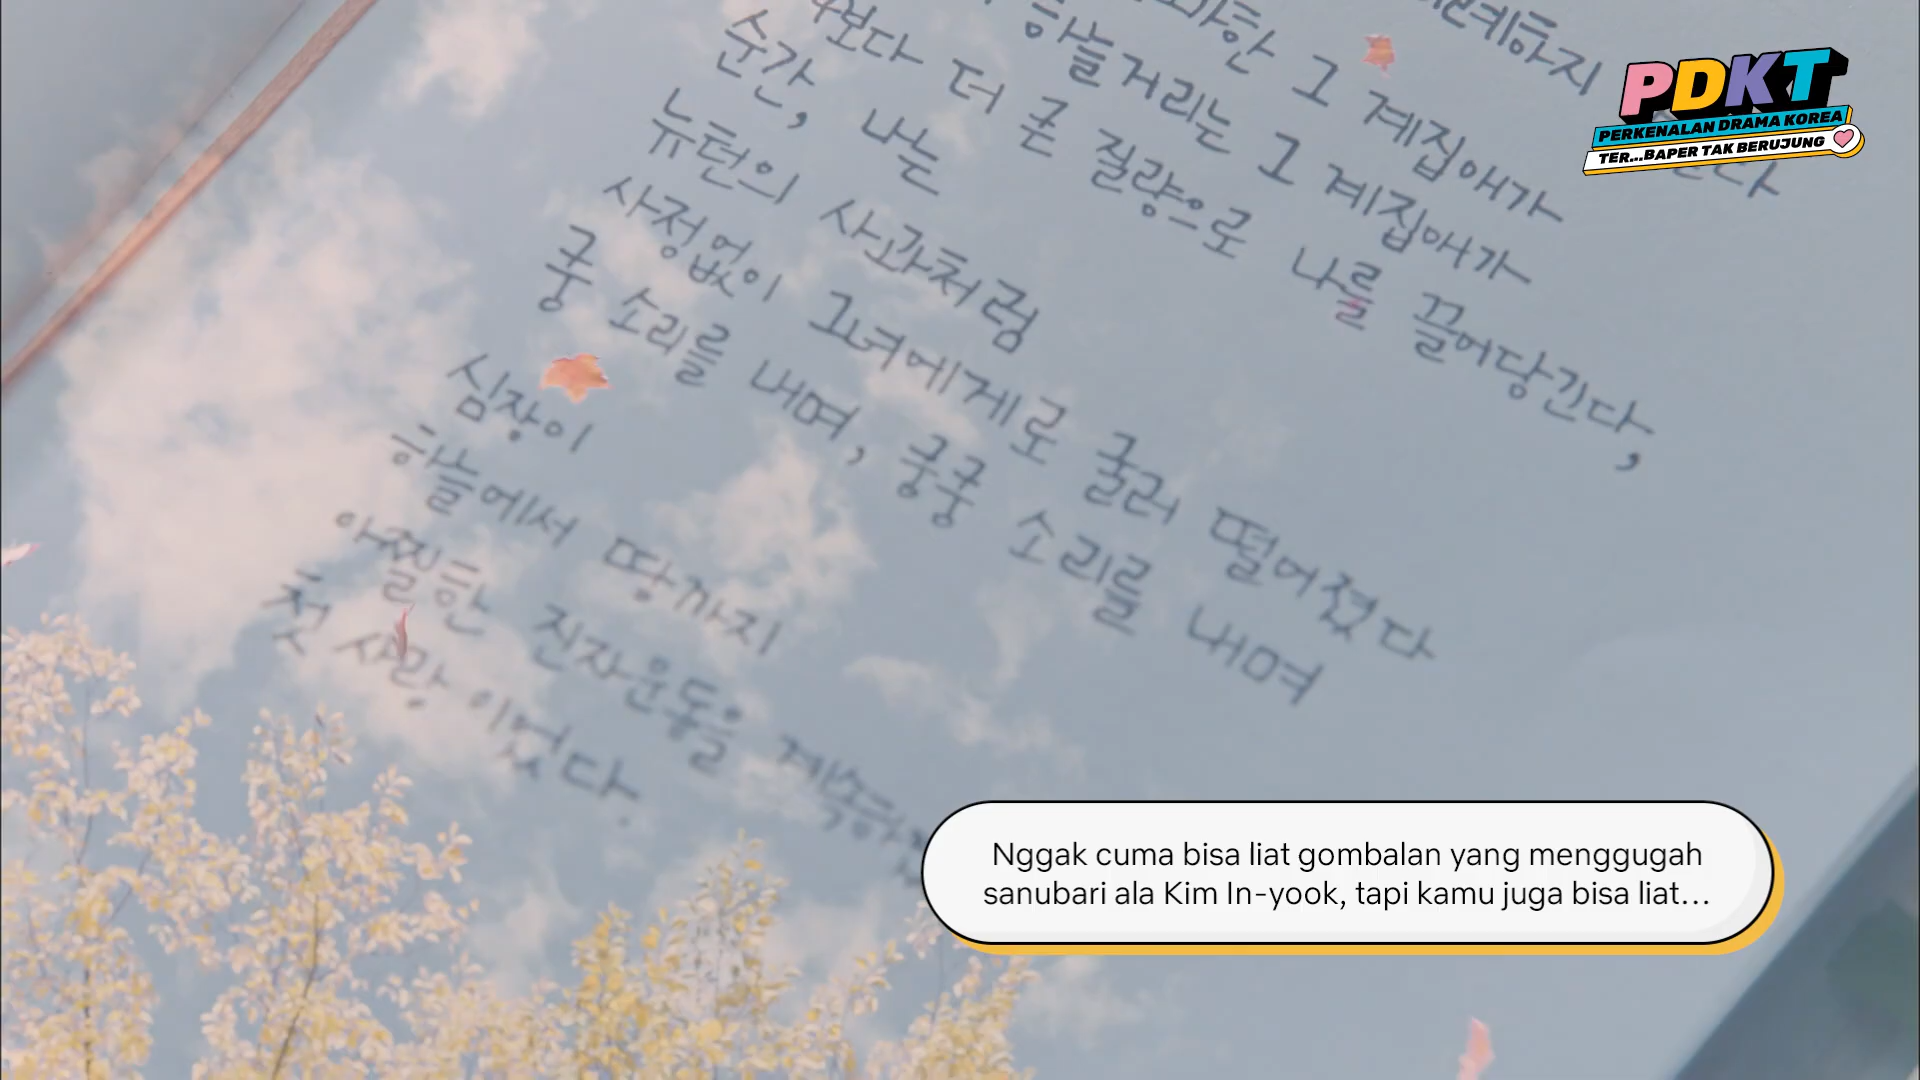 하늘거리는 그 계집애가
보다 더 큰 질량으로 나를 끌어당긴다,
순간, 나는
뉴턴의 사과처럼
사정없이 그녀에게로 굴러 떨어졌다
쿵 소리를 내며, 쿵쿵 소리를 내며
심장이
하늘에서 땅까지
아찔한 진자운동을
첫 사랑 이었다.
PDKT
PERKENALAN DRAMA KOREA
TER...BAPER TAK BERUJUNG
Nggak cuma bisa liat gombalan yang menggugah
sanubari ala Kim In-yook, tapi kamu juga bisa liat...